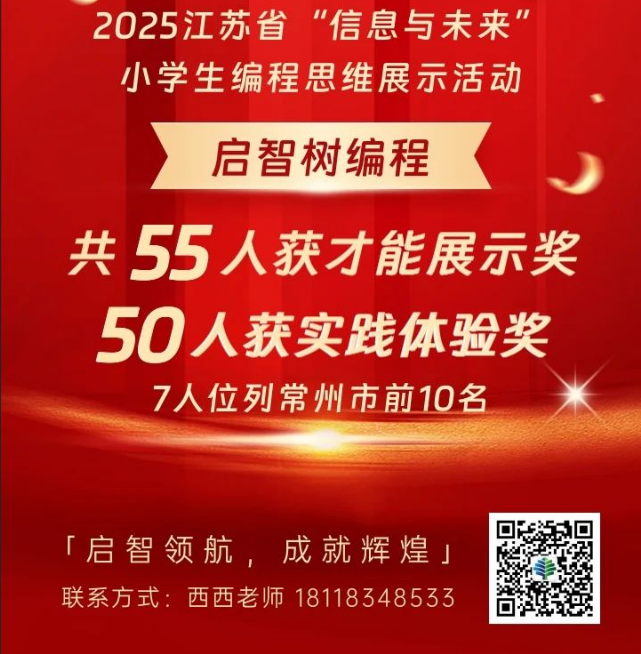 2025江苏省“信息与未来”
小学生编程思维展示活动
启智树编程
共55人获才能展示奖
50人获实践体验奖
7人位列常州市前10名
「启智领航，成就辉煌」
联系方式：西西老师 18118348533